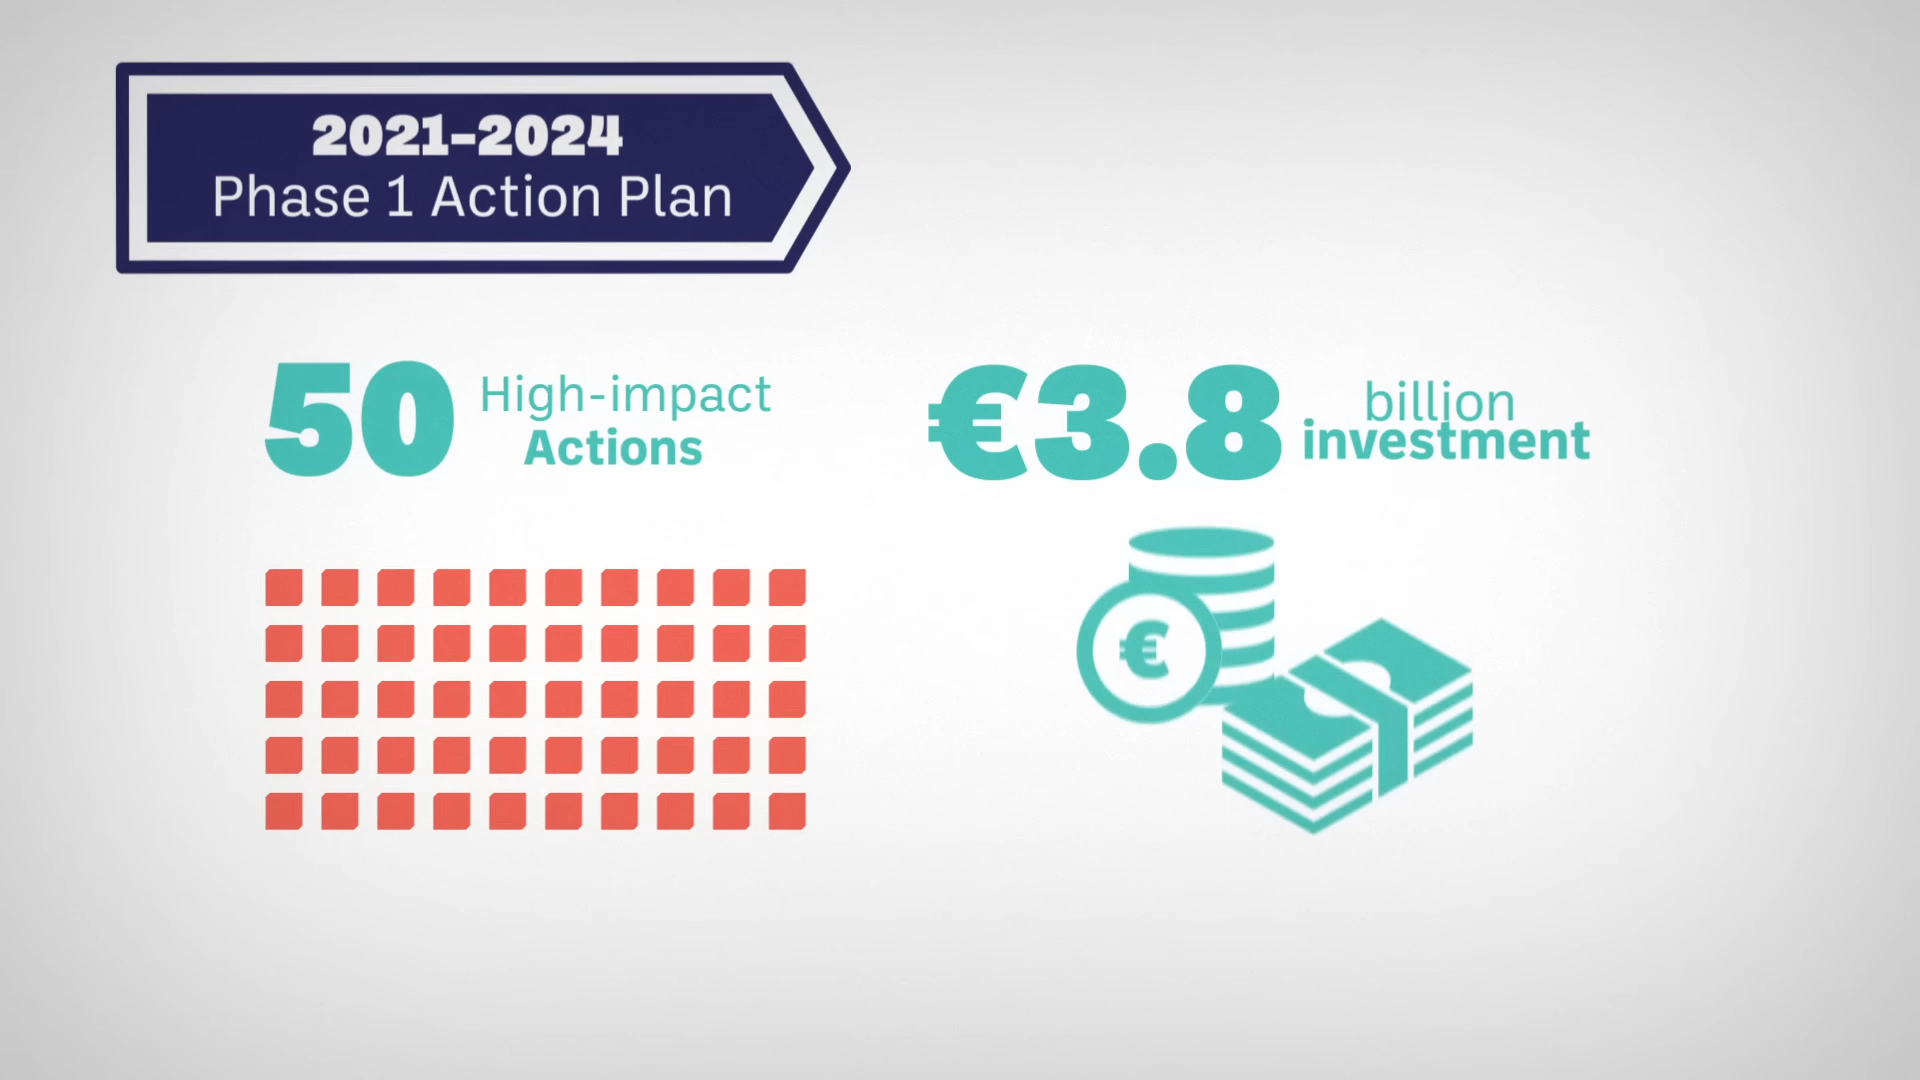 2021-2024
Phase 1 Action Plan
50
High-impact
Actions
€3.8
billion
investment
€